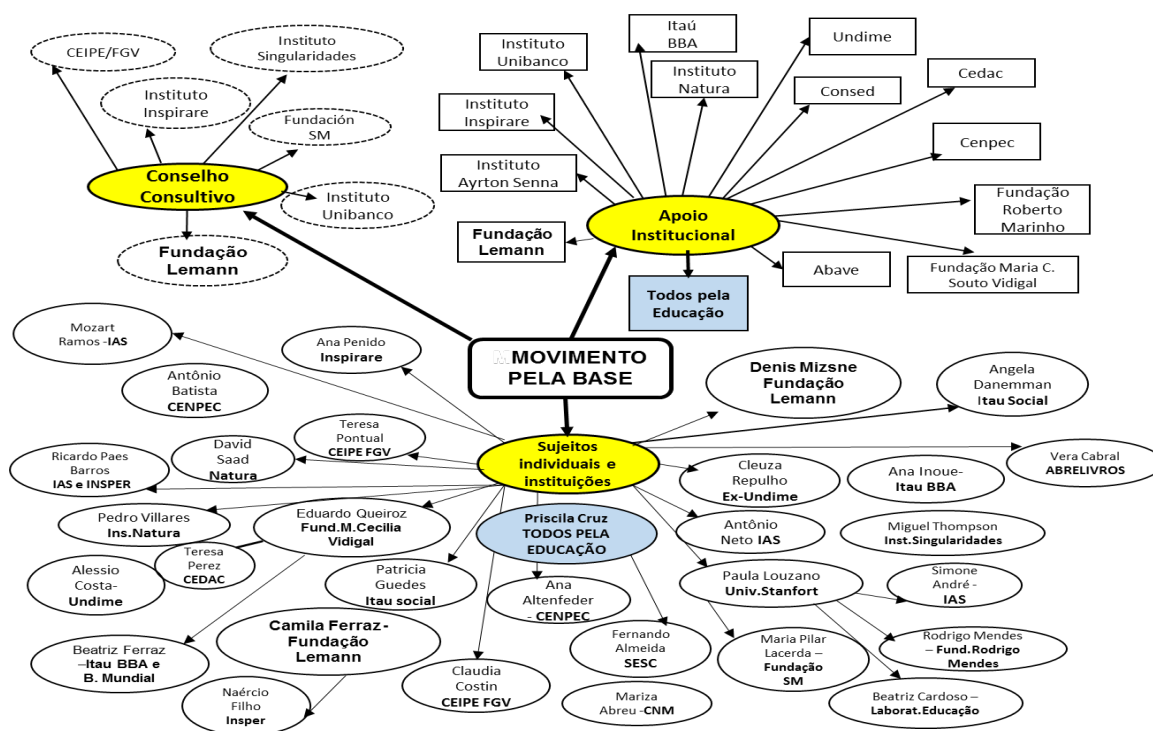 CEIPE/FGV
Instituto
Singularidades
Instituto
Inspirare
Fundación
SM
Conselho
Consultivo
Instituto
Unibanco
Fundação
Lemann
Itaú
BBA
Undime
Instituto
Unibanco
Instituto
Natura
Cedac
Consed
Instituto
Inspirare
Cenpec
Instituto
Ayrton Senna
Fundação
Roberto
Marinho
Apoio
Institucional
Fundação
Lemann
Abave
Fundação Maria C.
Souto Vidigal
Todos pela
Educação
MMOVIMENTO
PELA BASE
Mozart
Ramos -IAS
Ana Penido
Inspirare
Antônio
Batista
CENPEC
Denis Mizsne
Fundação
Lemann
Angela
Danemman
Itau Social
Teresa
Pontual
CEIPE FGV
David
Saad
Natura
Sujeitos
individuais e
instituições
Ricardo Paes
Barros
IAS e INSPER
Cleuza
Repulho
Ex-Undime
Ana Inoue-
Itau BBA
Vera Cabral
ABRELIVROS
Pedro Villares
Ins.Natura
Eduardo Queiroz
Fund.M.Cecilia
Vidigal
Priscila Cruz
TODOS PELA
EDUCAÇÃO
Antônio
Neto IAS
Miguel Thompson
Inst.Singularidades
Teresa
Perez
CEDAC
Alessio
Costa-
Undime
Patricia
Guedes
Itau social
Ana
Altenfeder
- CENPEC
Paula Louzano
Univ.Stanfort
Simone
André -
IAS
Camila Ferraz-
Fundação
Lemann
Beatriz Ferraz
–Itau BBA e
B. Mundial
Fernando
Almeida
SESC
Maria Pilar
Lacerda –
Fundação
SM
Rodrigo Mendes
– Fund.Rodrigo
Mendes
Naércio
Filho
Insper
Claudia
Costin
CEIPE FGV
Mariza
Abreu -CNM
Beatriz Cardoso –
Laborat.Educação